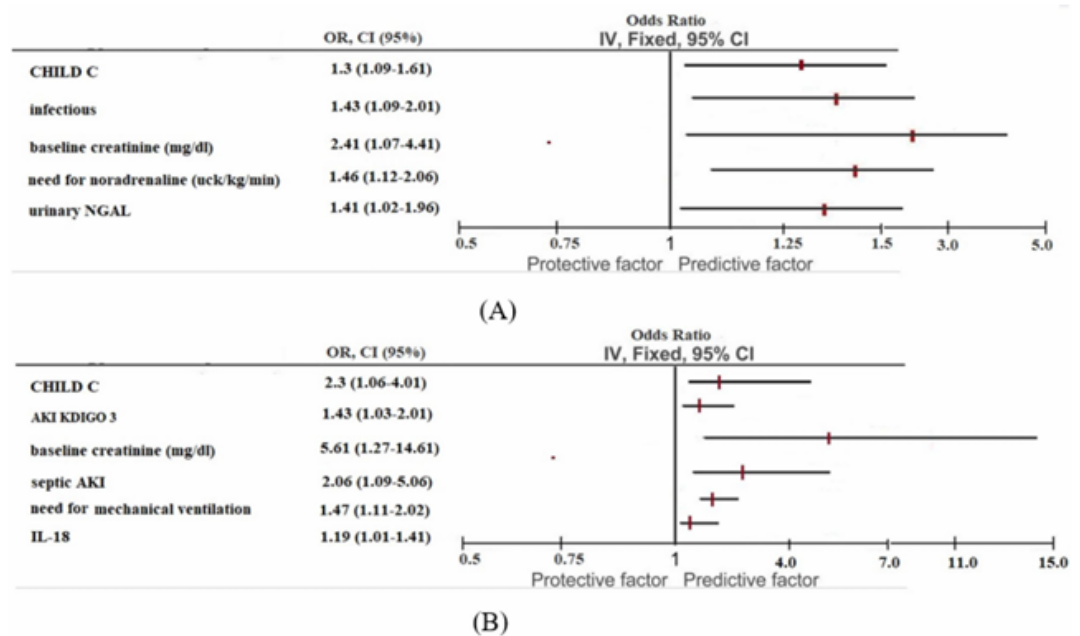 Odds Ratio
OR, CI (95%) IV, Fixed, 95% CI
CHILD C 1.3 (1.09-1.61)
infectious 1.43 (1.09-2.01)
baseline creatinine (mg/dl) 2.41 (1.07-4.41)
need for noradrenaline (uck/kg/min) 1.46 (1.12-2.06)
urinary NGAL 1.41 (1.02-1.96)
0.5 0.75 1 1.25 1.5 3.0 5.0
Protective factor Predictive factor
(A)
Odds Ratio
OR, CI (95%) IV, Fixed, 95% CI
CHILD C 2.3 (1.06-4.01)
AKI KDIGO 3 1.43 (1.03-2.01)
baseline creatinine (mg/dl) 5.61 (1.27-14.61)
septic AKI 2.06 (1.09-5.06)
need for mechanical ventilation 1.47 (1.11-2.02)
IL-18 1.19 (1.01-1.41)
0.5 0.75 1 4.0 7.0 11.0 15.0
Protective factor Predictive factor
(B)